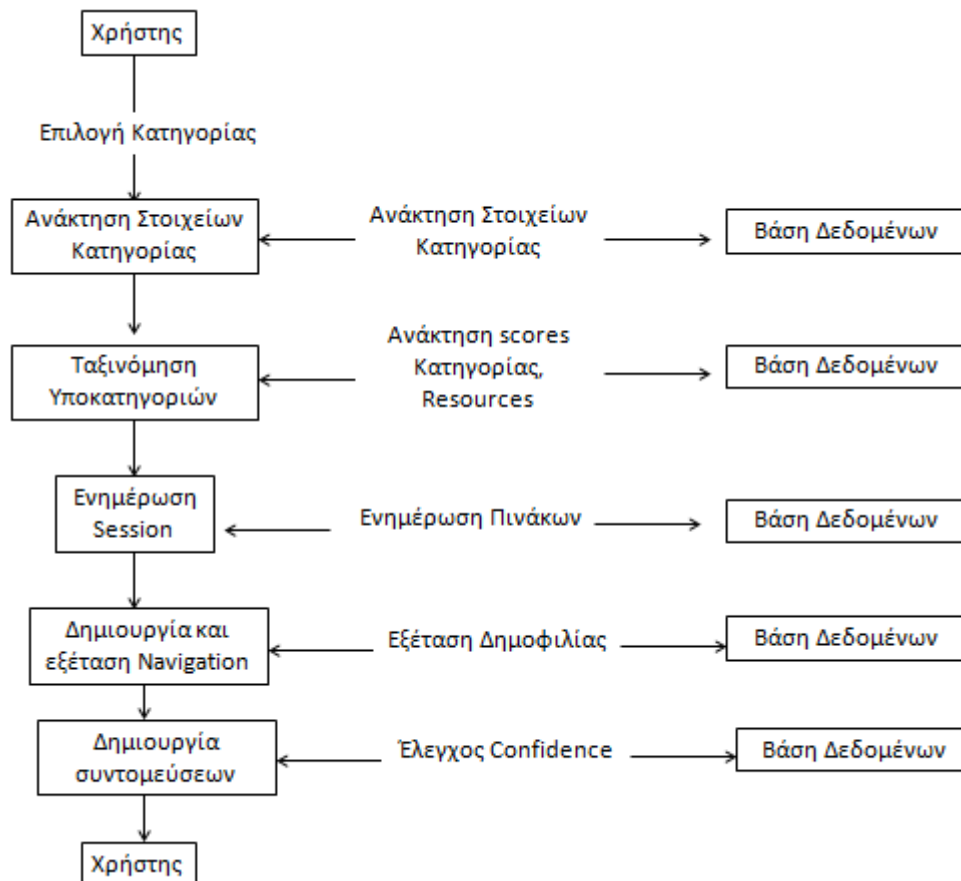 Χρήστης
Επιλογή Κατηγορίας
Ανάκτηση Στοιχείων
Κατηγορίας
Ανάκτηση Στοιχείων
Κατηγορίας
Βάση Δεδομένων
Ταξινόμηση
Υποκατηγοριών
Ανάκτηση scores
Κατηγορίας,
Resources
Βάση Δεδομένων
Ενημέρωση
Session
Ενημέρωση Πινάκων
Βάση Δεδομένων
Δημιουργία και
εξέταση Navigation
Εξέταση Δημοφιλίας
Βάση Δεδομένων
Δημιουργία
συντομεύσεων
Έλεγχος Confidence
Βάση Δεδομένων
Χρήστης